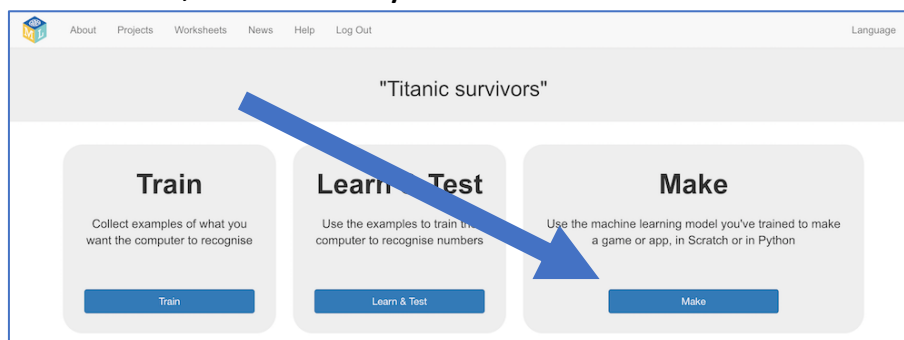 About Projects Worksheets News Help Log Out Language
"Titanic survivors"
Train
Collect examples of what you
want the computer to recognise
Train
Learn & Test
Use the examples to train the
computer to recognise numbers
Learn & Test
Make
Use the machine learning model you've trained to make
a game or app, in Scratch or in Python
Make